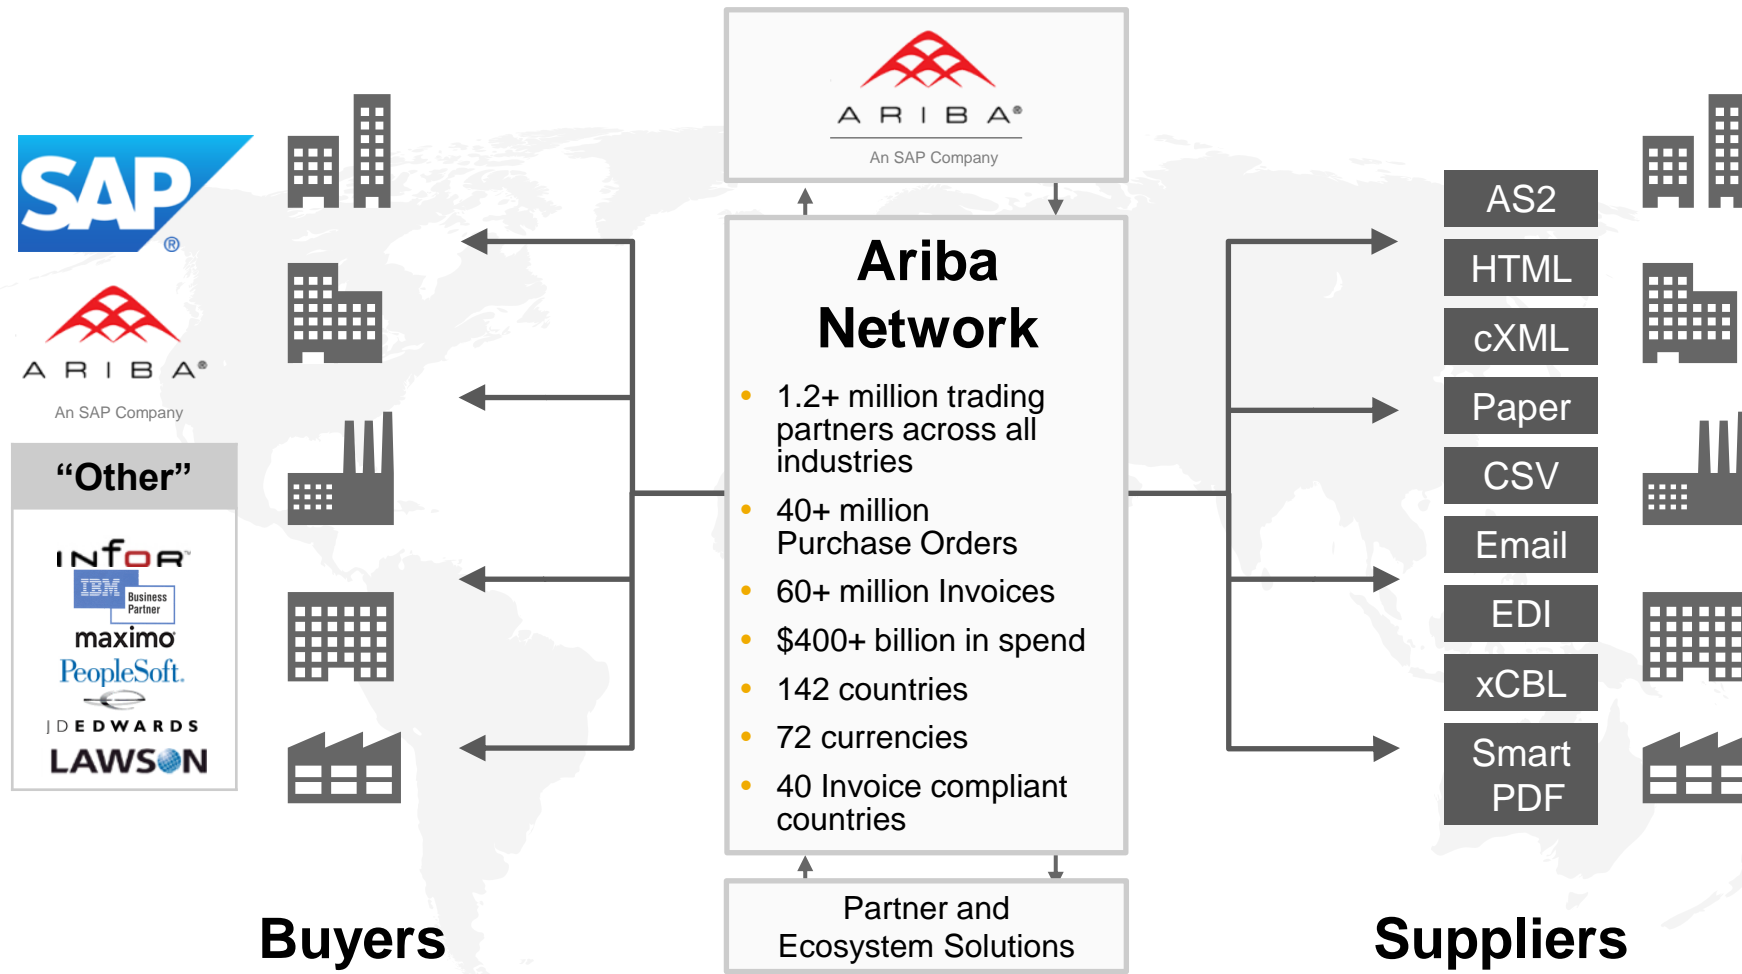 ARIBA®
An SAP Company
SAP
®
ARIBA®
An SAP Company
“Other”
INFOR™
IBM
Business
Partner
maximo
PeopleSoft.
JDEDWARDS
LAWSON
Buyers
Ariba
Network
• 1.2+ million trading
partners across all
industries
• 40+ million
Purchase Orders
• 60+ million Invoices
• $400+ billion in spend
• 142 countries
• 72 currencies
• 40 Invoice compliant
countries
Partner and
Ecosystem Solutions
AS2
HTML
cXML
Paper
CSV
Email
EDI
xCBL
Smart
PDF
Suppliers